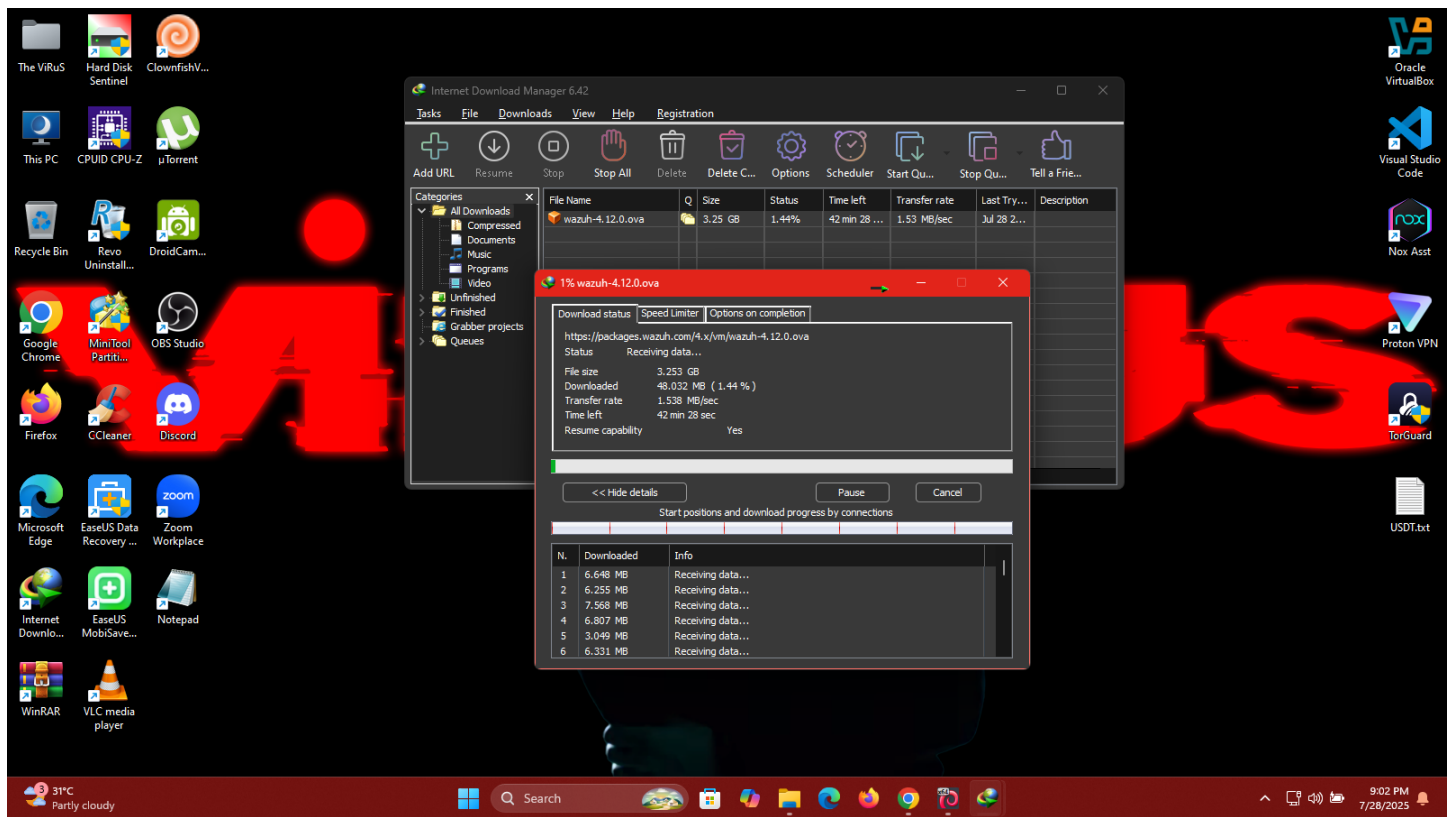 The ViRuS
Hard Disk
Sentinel
ClownfishV...
This PC
CPUID CPU-Z
µTorrent
Recycle Bin
Revo
Uninstall...
DroidCam...
Google
Chrome
MiniTool
Partiti...
OBS Studio
Firefox
CCleaner
Discord
Microsoft
Edge
EaseUS Data
Recovery ...
zoom
Zoom
Workplace
Internet
Downlo...
EaseUS
MobiSave...
Notepad
WinRAR
VLC media
player
Internet Download Manager 6.42
Tasks File Downloads View Help Registration
Add URL Resume Stop Stop All Delete Delete C... Options Scheduler Start Qu... Stop Qu... Tell a Frie...
Categories
All Downloads
Compressed
Documents
Music
Programs
Video
Unfinished
Finished
Grabber projects
Queues
File Name Q Size Status Time left Transfer rate Last Try... Description
wazuh-4.12.0.ova 3.25 GB 1.44% 42 min 28 ... 1.53 MB/sec Jul 28 2...
1% wazuh-4.12.0.ova
Download status Speed Limiter Options on completion
https://packages.wazuh.com/4.x/vm/wazuh-4.12.0.ova
Status Receiving data...
File size 3.253 GB
Downloaded 48.032 MB ( 1.44 % )
Transfer rate 1.538 MB/sec
Time left 42 min 28 sec
Resume capability Yes
<< Hide details Pause Cancel
Start positions and download progress by connections
N. Downloaded Info
1 6.648 MB Receiving data...
2 6.255 MB Receiving data...
3 7.568 MB Receiving data...
4 6.807 MB Receiving data...
5 3.049 MB Receiving data...
6 6.331 MB Receiving data...
Oracle
VirtualBox
Visual Studio
Code
nox
Nox Asst
Proton VPN
TorGuard
USDT.txt
3
31°C
Partly cloudy
Search
9:02 PM
7/28/2025